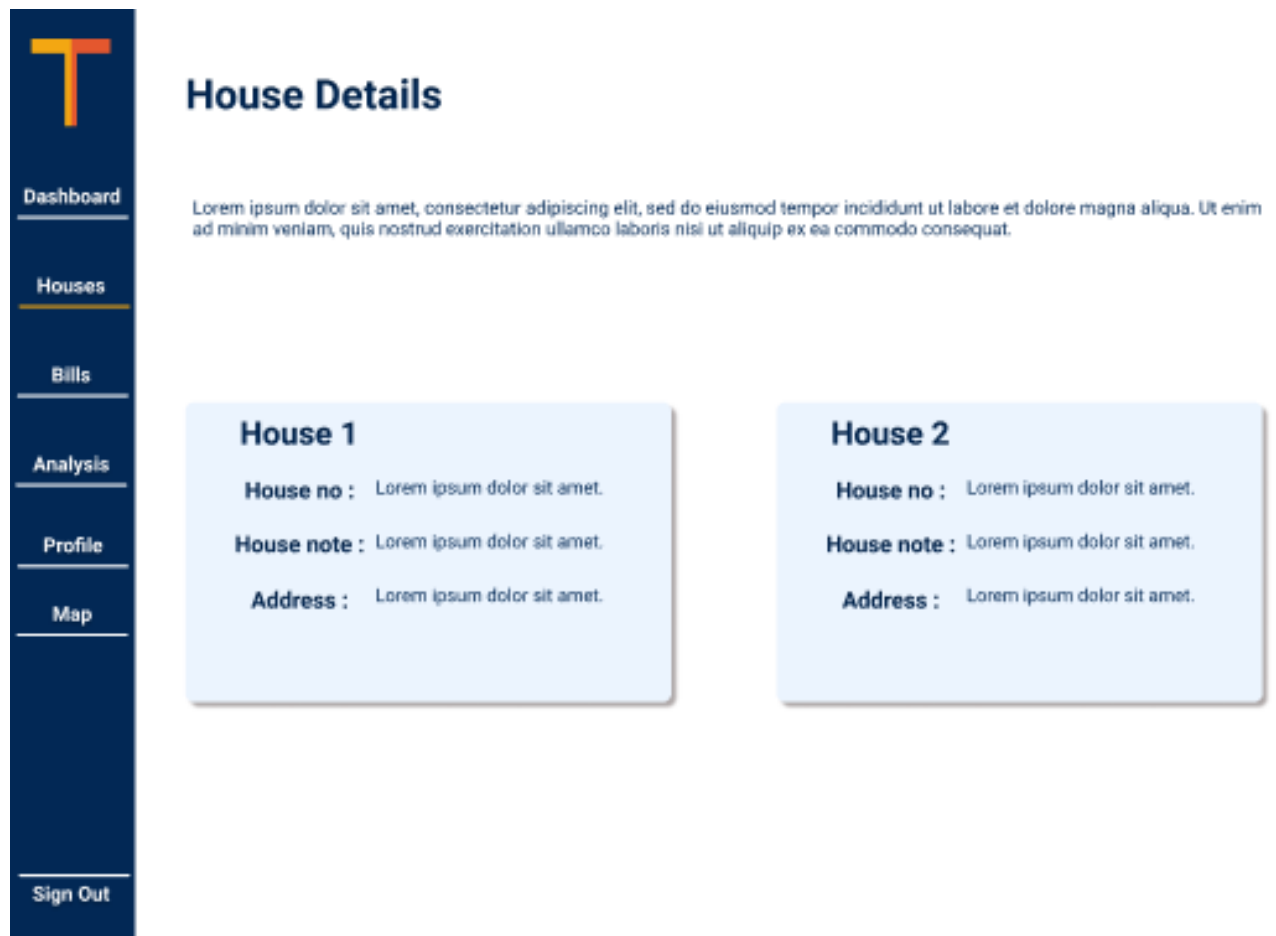 T
Dashboard
Houses
Bills
Analysis
Profile
Map
Sign Out
House Details
Lorem ipsum dolor sit amet, consectetur adipiscing elit, sed do eiusmod tempor incididunt ut labore et dolore magna aliqua. Ut enim
ad minim veniam, quis nostrud exercitation ullamco laboris nisi ut aliquip ex ea commodo consequat.
House 1
House no : Lorem ipsum dolor sit amet.
House note : Lorem ipsum dolor sit amet.
Address : Lorem ipsum dolor sit amet.
House 2
House no : Lorem ipsum dolor sit amet.
House note : Lorem ipsum dolor sit amet.
Address : Lorem ipsum dolor sit amet.